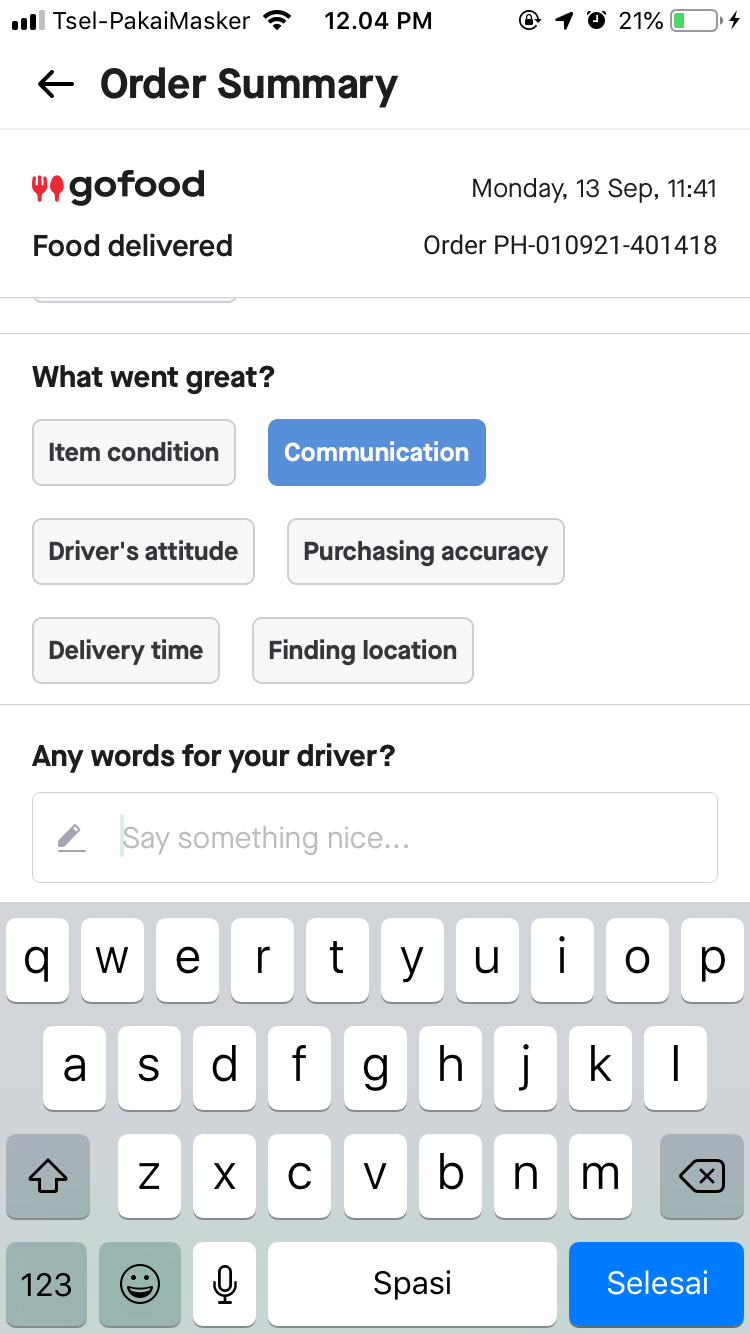 Tsel-PakaiMasker 12.04 PM 21%
Order Summary
gofood Monday, 13 Sep, 11:41
Food delivered Order PH-010921-401418
What went great?
Item condition Communication
Driver's attitude Purchasing accuracy
Delivery time Finding location
Any words for your driver?
Say something nice...
q w e r t y u i o p
a s d f g h j k l
z x c v b n m
123 Spasi Selesai